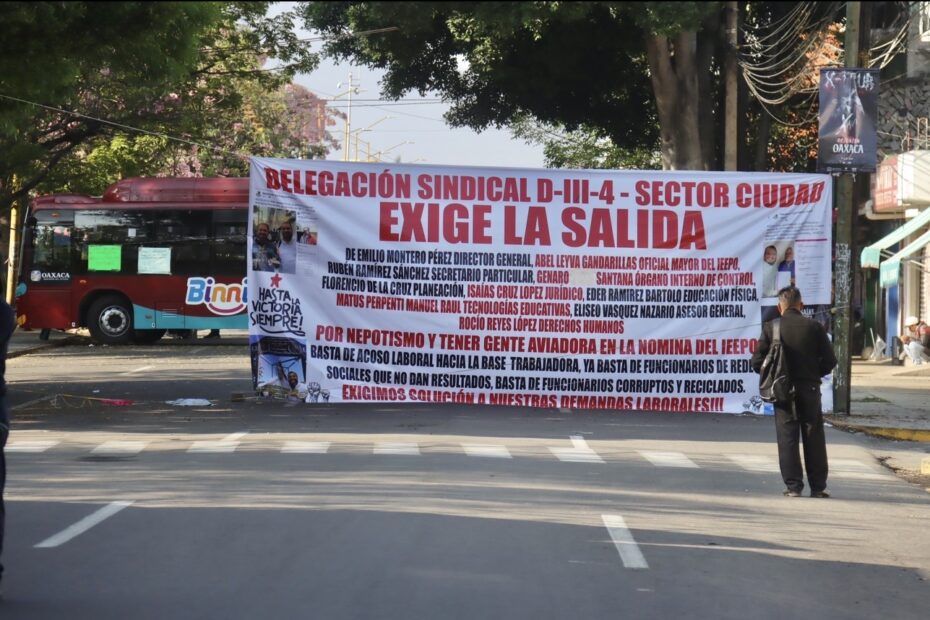 BELEGACIÓN SINDICAL D-III-4 - SECTOR CIUDAD
EXIGE LA SALIDA
DE EMILIO MONTERO PÉREZ DIRECTOR GENERAL, ABEL LEYVA GANDARILLAS OFICIAL MAYOR DEL IEEPO,
RUBÉN RAMÍREZ SÁNCHEZ SECRETARIO PARTICULAR, GENARO SANTANA ÓRGANO INTERNO DE CONTROL,
FLORENCIO DE LA CRUZ PLANEACIÓN, ISAÍAS CRUZ LOPEZ JURÍDICO, EDER RAMIREZ BARTOLO EDUCACIÓN FÍSICA,
MATUS PERPENTI MANUEL RAUL TECNOLOGÍAS EDUCATIVAS, ELISEO VASQUEZ NAZARIO ASESOR GENERAL,
ROCÍO REYES LÓPEZ DERECHOS HUMANOS
POR NEPOTISMO Y TENER GENTE AVIADORA EN LA NOMINA DEL IEEPO
BASTA DE ACOSO LABORAL HACIA LA BASE TRABAJADORA, YA BASTA DE FUNCIONARIOS DE REDES
SOCIALES QUE NO DAN RESULTADOS, BASTA DE FUNCIONARIOS CORRUPTOS Y RECICLADOS.
EXIGIMOS SOLUCIÓN A NUESTRAS DEMANDAS LABORALES!!!
HASTA
LA
VICTORIA
SIEMPRE!
OAXACA
Binni
OAXACA